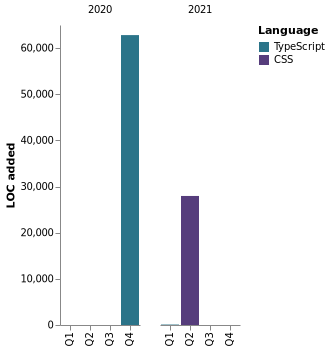 2020 2021
Language
TypeScript
CSS
LOC added
60,000
50,000
40,000
30,000
20,000
10,000
0
Q1 Q2 Q3 Q4 Q1 Q2 Q3 Q4